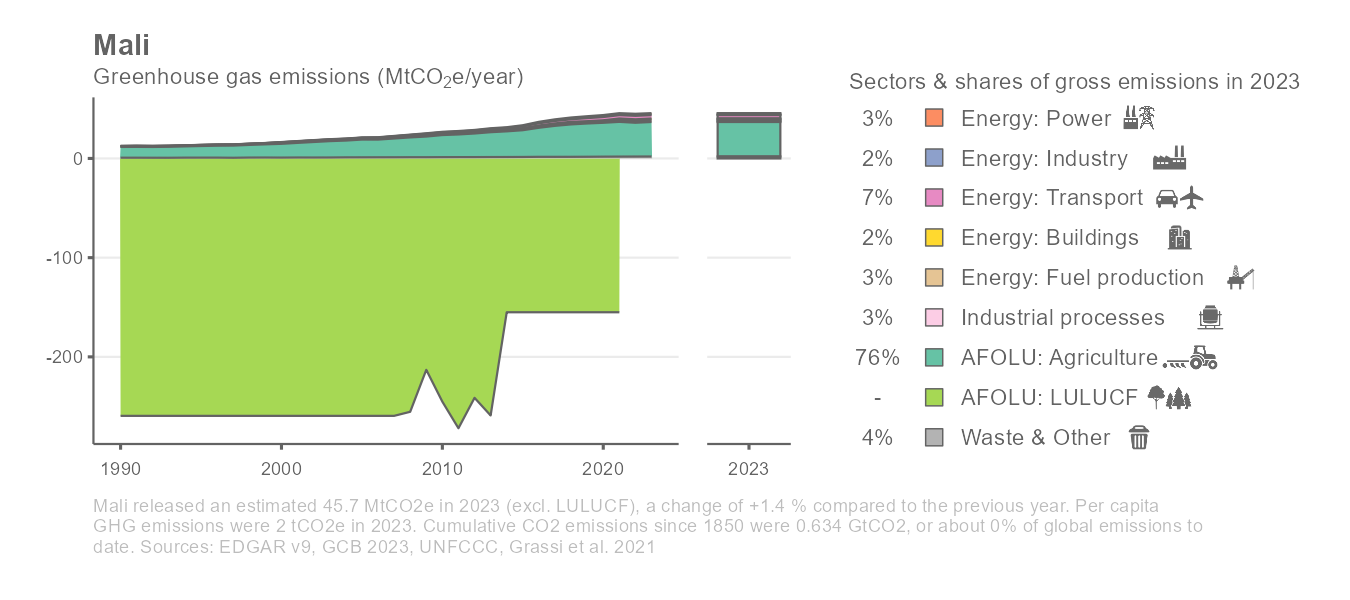 Mali
Greenhouse gas emissions (MtCO₂e/year)
0
-100
-200
1990
2000
2010
2020
2023
Sectors & shares of gross emissions in 2023
3% Energy: Power
2% Energy: Industry
7% Energy: Transport
2% Energy: Buildings
3% Energy: Fuel production
3% Industrial processes
76% AFOLU: Agriculture
- AFOLU: LULUCF
4% Waste & Other
Mali released an estimated 45.7 MtCO2e in 2023 (excl. LULUCF), a change of +1.4 % compared to the previous year. Per capita
GHG emissions were 2 tCO2e in 2023. Cumulative CO2 emissions since 1850 were 0.634 GtCO2, or about 0% of global emissions to
date. Sources: EDGAR v9, GCB 2023, UNFCCC, Grassi et al. 2021